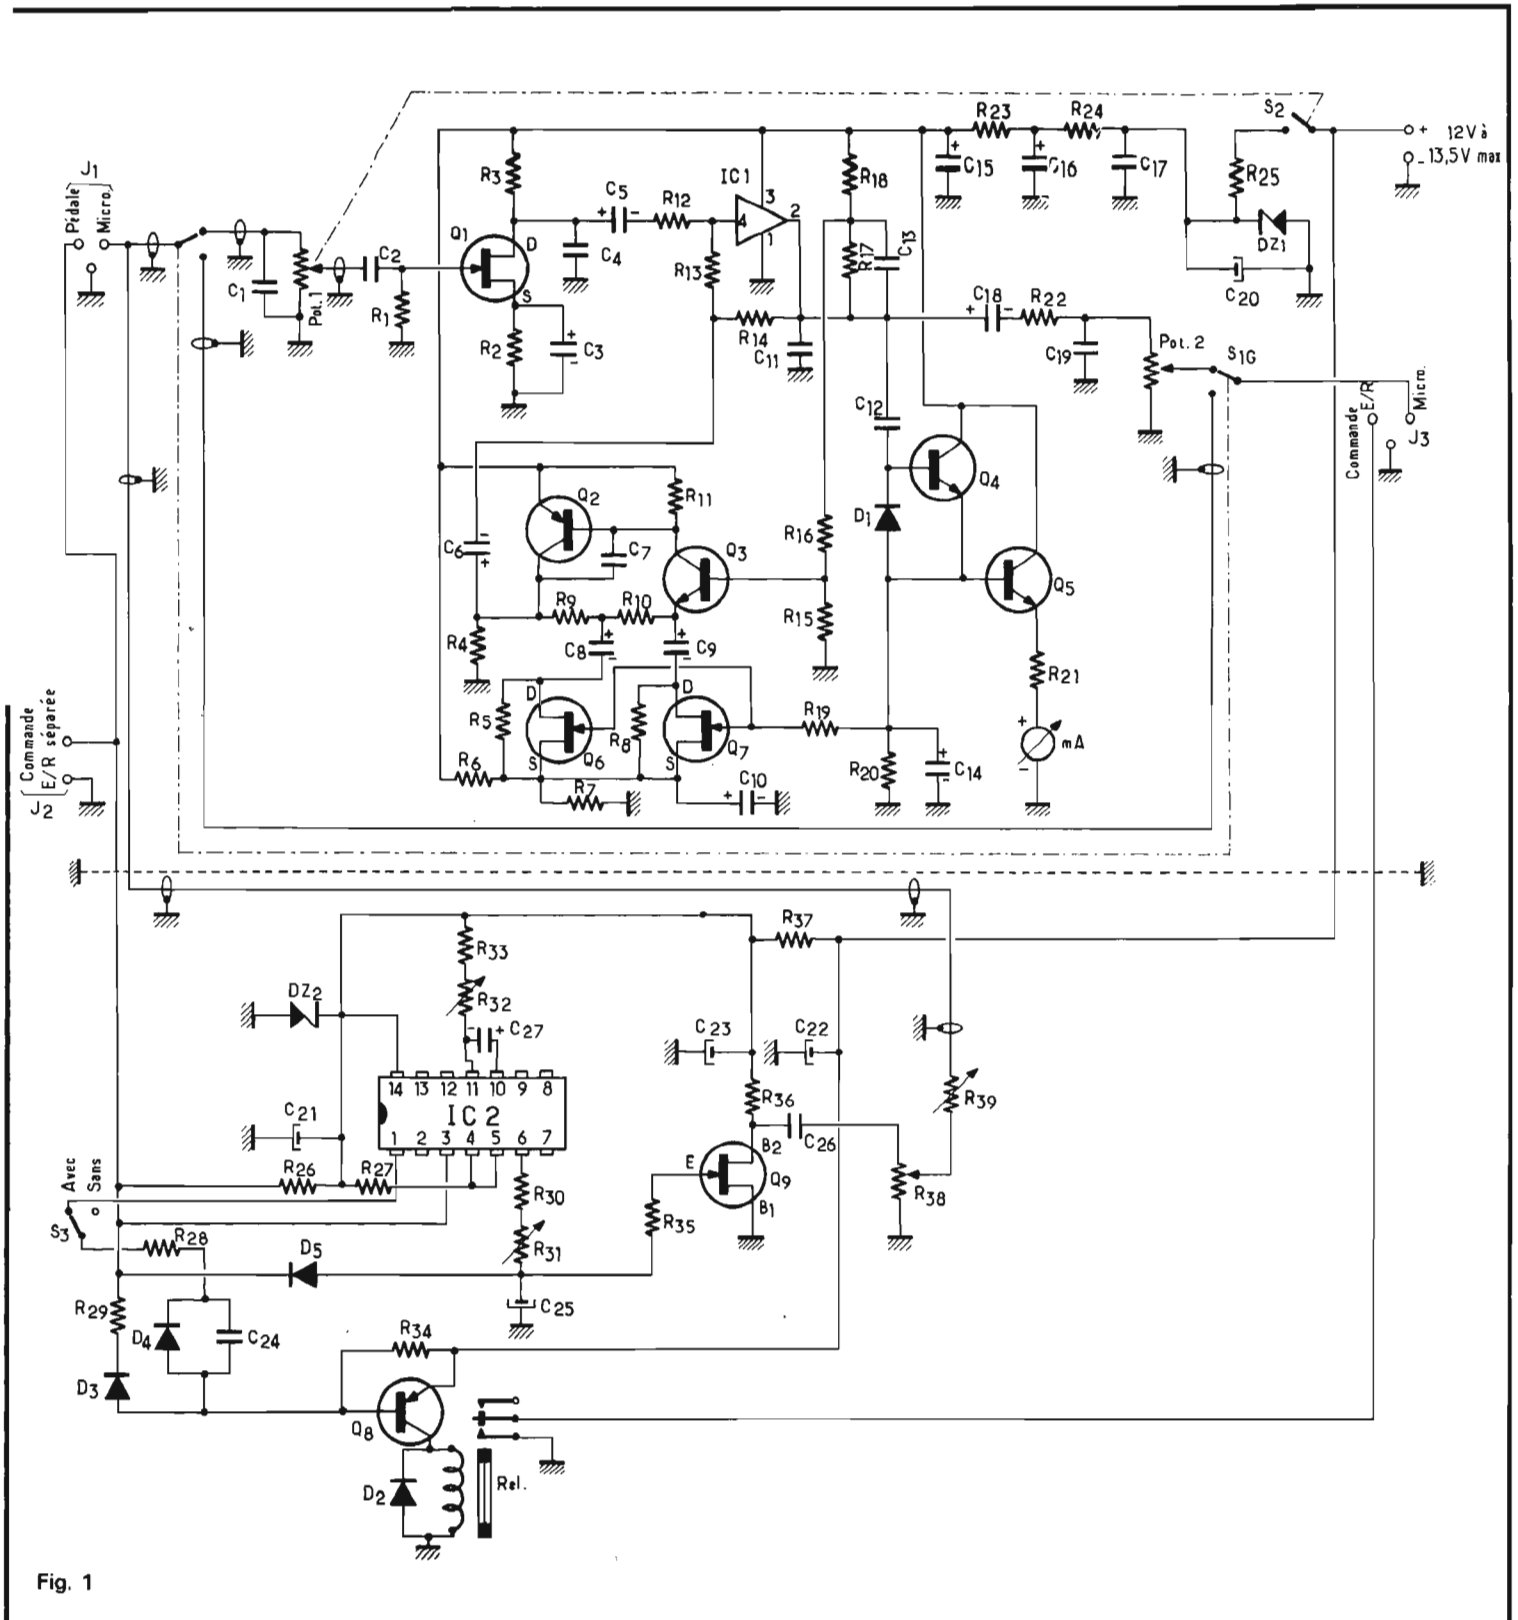 S2
R23
R24
+ 12V à
- 13,5V max
J1
Pédale
Micro.
R3
C5
R12
IC1
R18
C15
C16
C17
R25
+
-
4
3
2
1
Q1
D
S
C4
R13
R17
C13
DZ1
C20
C1
Pot.1
C2
R1
R2
C3
+
-
R14
C11
C18
R22
+
-
C19
Pot.2
S1G
Commande
E/R
Micro.
J3
C12
Q2
R11
Q4
C6
-
+
C7
Q3
R16
D1
Q5
R9
R10
R4
C8
+
-
C9
+
-
R15
R21
Commande
E/R séparée
J2
D
R5
Q6
S
R8
D
Q7
S
R19
+
mA
-
R6
R7
C10
+
-
R20
C14
+
-
R37
R33
DZ2
R32
C27
-
+
C23
C22
R39
14 13 12 11 10 9 8
IC2
1 2 3 4 5 6 7
C21
R36
C26
B2
E
Q9
B1
R38
Avec
Sans
S3
R26
R27
R30
R35
R28
D5
R31
R29
D4
C24
C25
R34
D3
Q8
D2
Rel.
Fig. 1